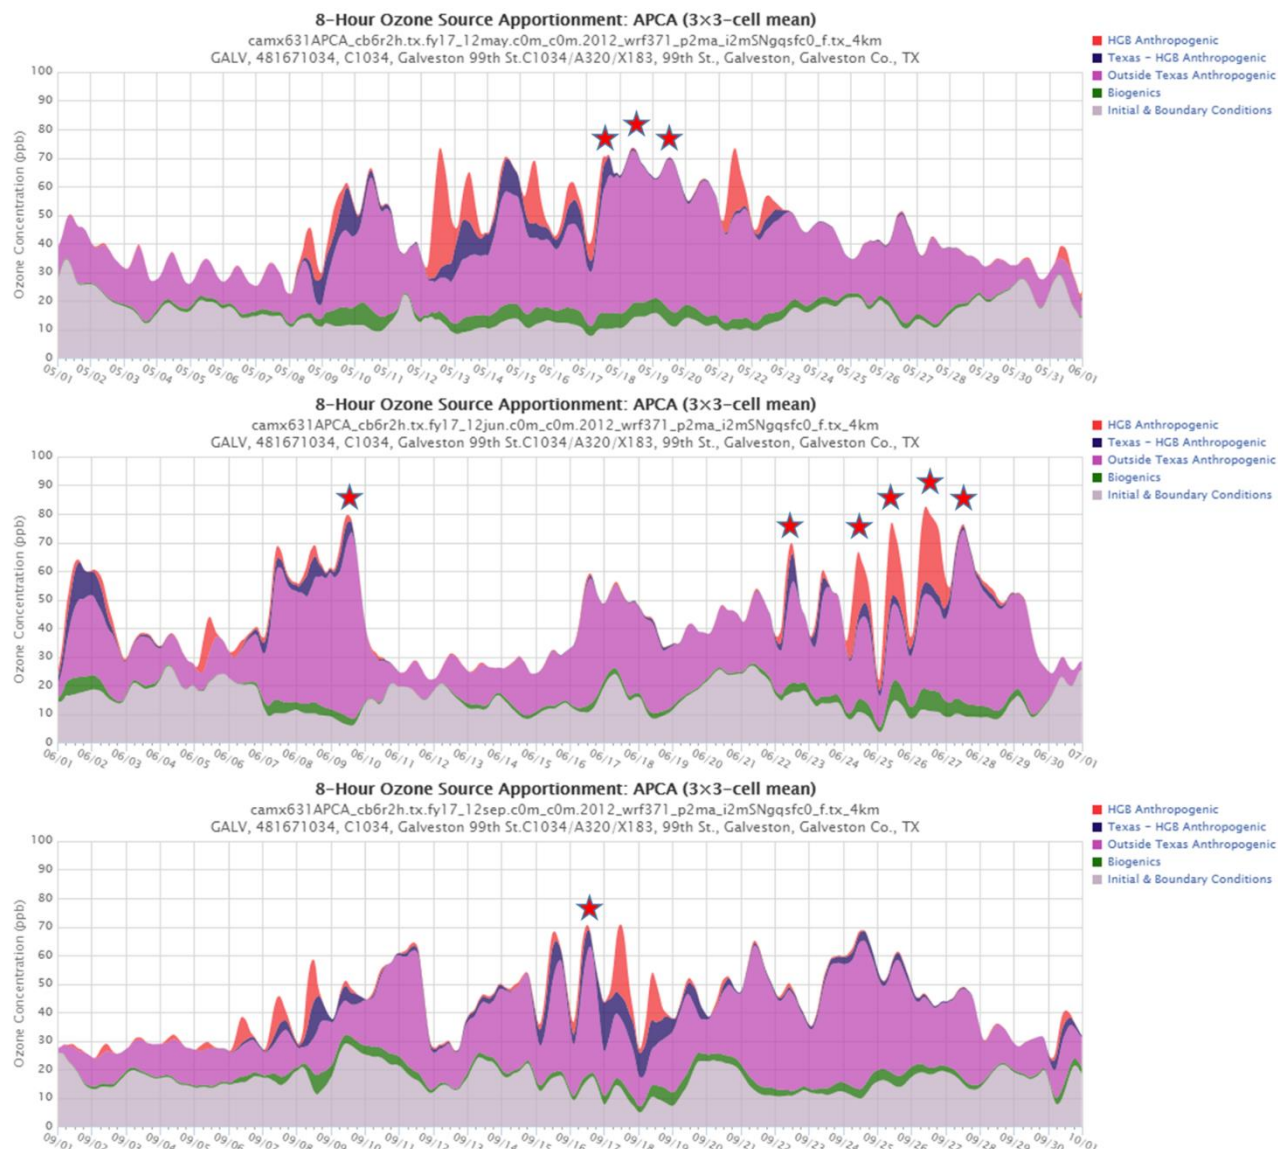 8-Hour Ozone Source Apportionment: APCA (3×3-cell mean)
camx631APCA_cb6r2h.tx.fy17_12may.c0m_c0m.2012_wrf371_p2ma_i2mSNgqsfc0_f.tx_4km
GALV, 481671034, C1034, Galveston 99th St.C1034/A320/X183, 99th St., Galveston, Galveston Co., TX
HGB Anthropogenic
Texas - HGB Anthropogenic
Outside Texas Anthropogenic
Biogenics
Initial & Boundary Conditions
Ozone Concentration (ppb)
100
90
80
70
60
50
40
30
20
10
0
05/01 05/02 05/03 05/04 05/05 05/06 05/07 05/08 05/09 05/10 05/11 05/12 05/13 05/14 05/15 05/16 05/17 05/18 05/19 05/20 05/21 05/22 05/23 05/24 05/25 05/26 05/27 05/28 05/29 05/30 05/31 06/01
8-Hour Ozone Source Apportionment: APCA (3×3-cell mean)
camx631APCA_cb6r2h.tx.fy17_12jun.c0m_c0m.2012_wrf371_p2ma_i2mSNgqsfc0_f.tx_4km
GALV, 481671034, C1034, Galveston 99th St.C1034/A320/X183, 99th St., Galveston, Galveston Co., TX
HGB Anthropogenic
Texas - HGB Anthropogenic
Outside Texas Anthropogenic
Biogenics
Initial & Boundary Conditions
Ozone Concentration (ppb)
100
90
80
70
60
50
40
30
20
10
0
06/01 06/02 06/03 06/04 06/05 06/06 06/07 06/08 06/09 06/10 06/11 06/12 06/13 06/14 06/15 06/16 06/17 06/18 06/19 06/20 06/21 06/22 06/23 06/24 06/25 06/26 06/27 06/28 06/29 06/30 07/01
8-Hour Ozone Source Apportionment: APCA (3×3-cell mean)
camx631APCA_cb6r2h.tx.fy17_12sep.c0m_c0m.2012_wrf371_p2ma_i2mSNgqsfc0_f.tx_4km
GALV, 481671034, C1034, Galveston 99th St.C1034/A320/X183, 99th St., Galveston, Galveston Co., TX
HGB Anthropogenic
Texas - HGB Anthropogenic
Outside Texas Anthropogenic
Biogenics
Initial & Boundary Conditions
Ozone Concentration (ppb)
100
90
80
70
60
50
40
30
20
10
0
09/01 09/02 09/03 09/04 09/05 09/06 09/07 09/08 09/09 09/10 09/11 09/12 09/13 09/14 09/15 09/16 09/17 09/18 09/19 09/20 09/21 09/22 09/23 09/24 09/25 09/26 09/27 09/28 09/29 09/30 10/01